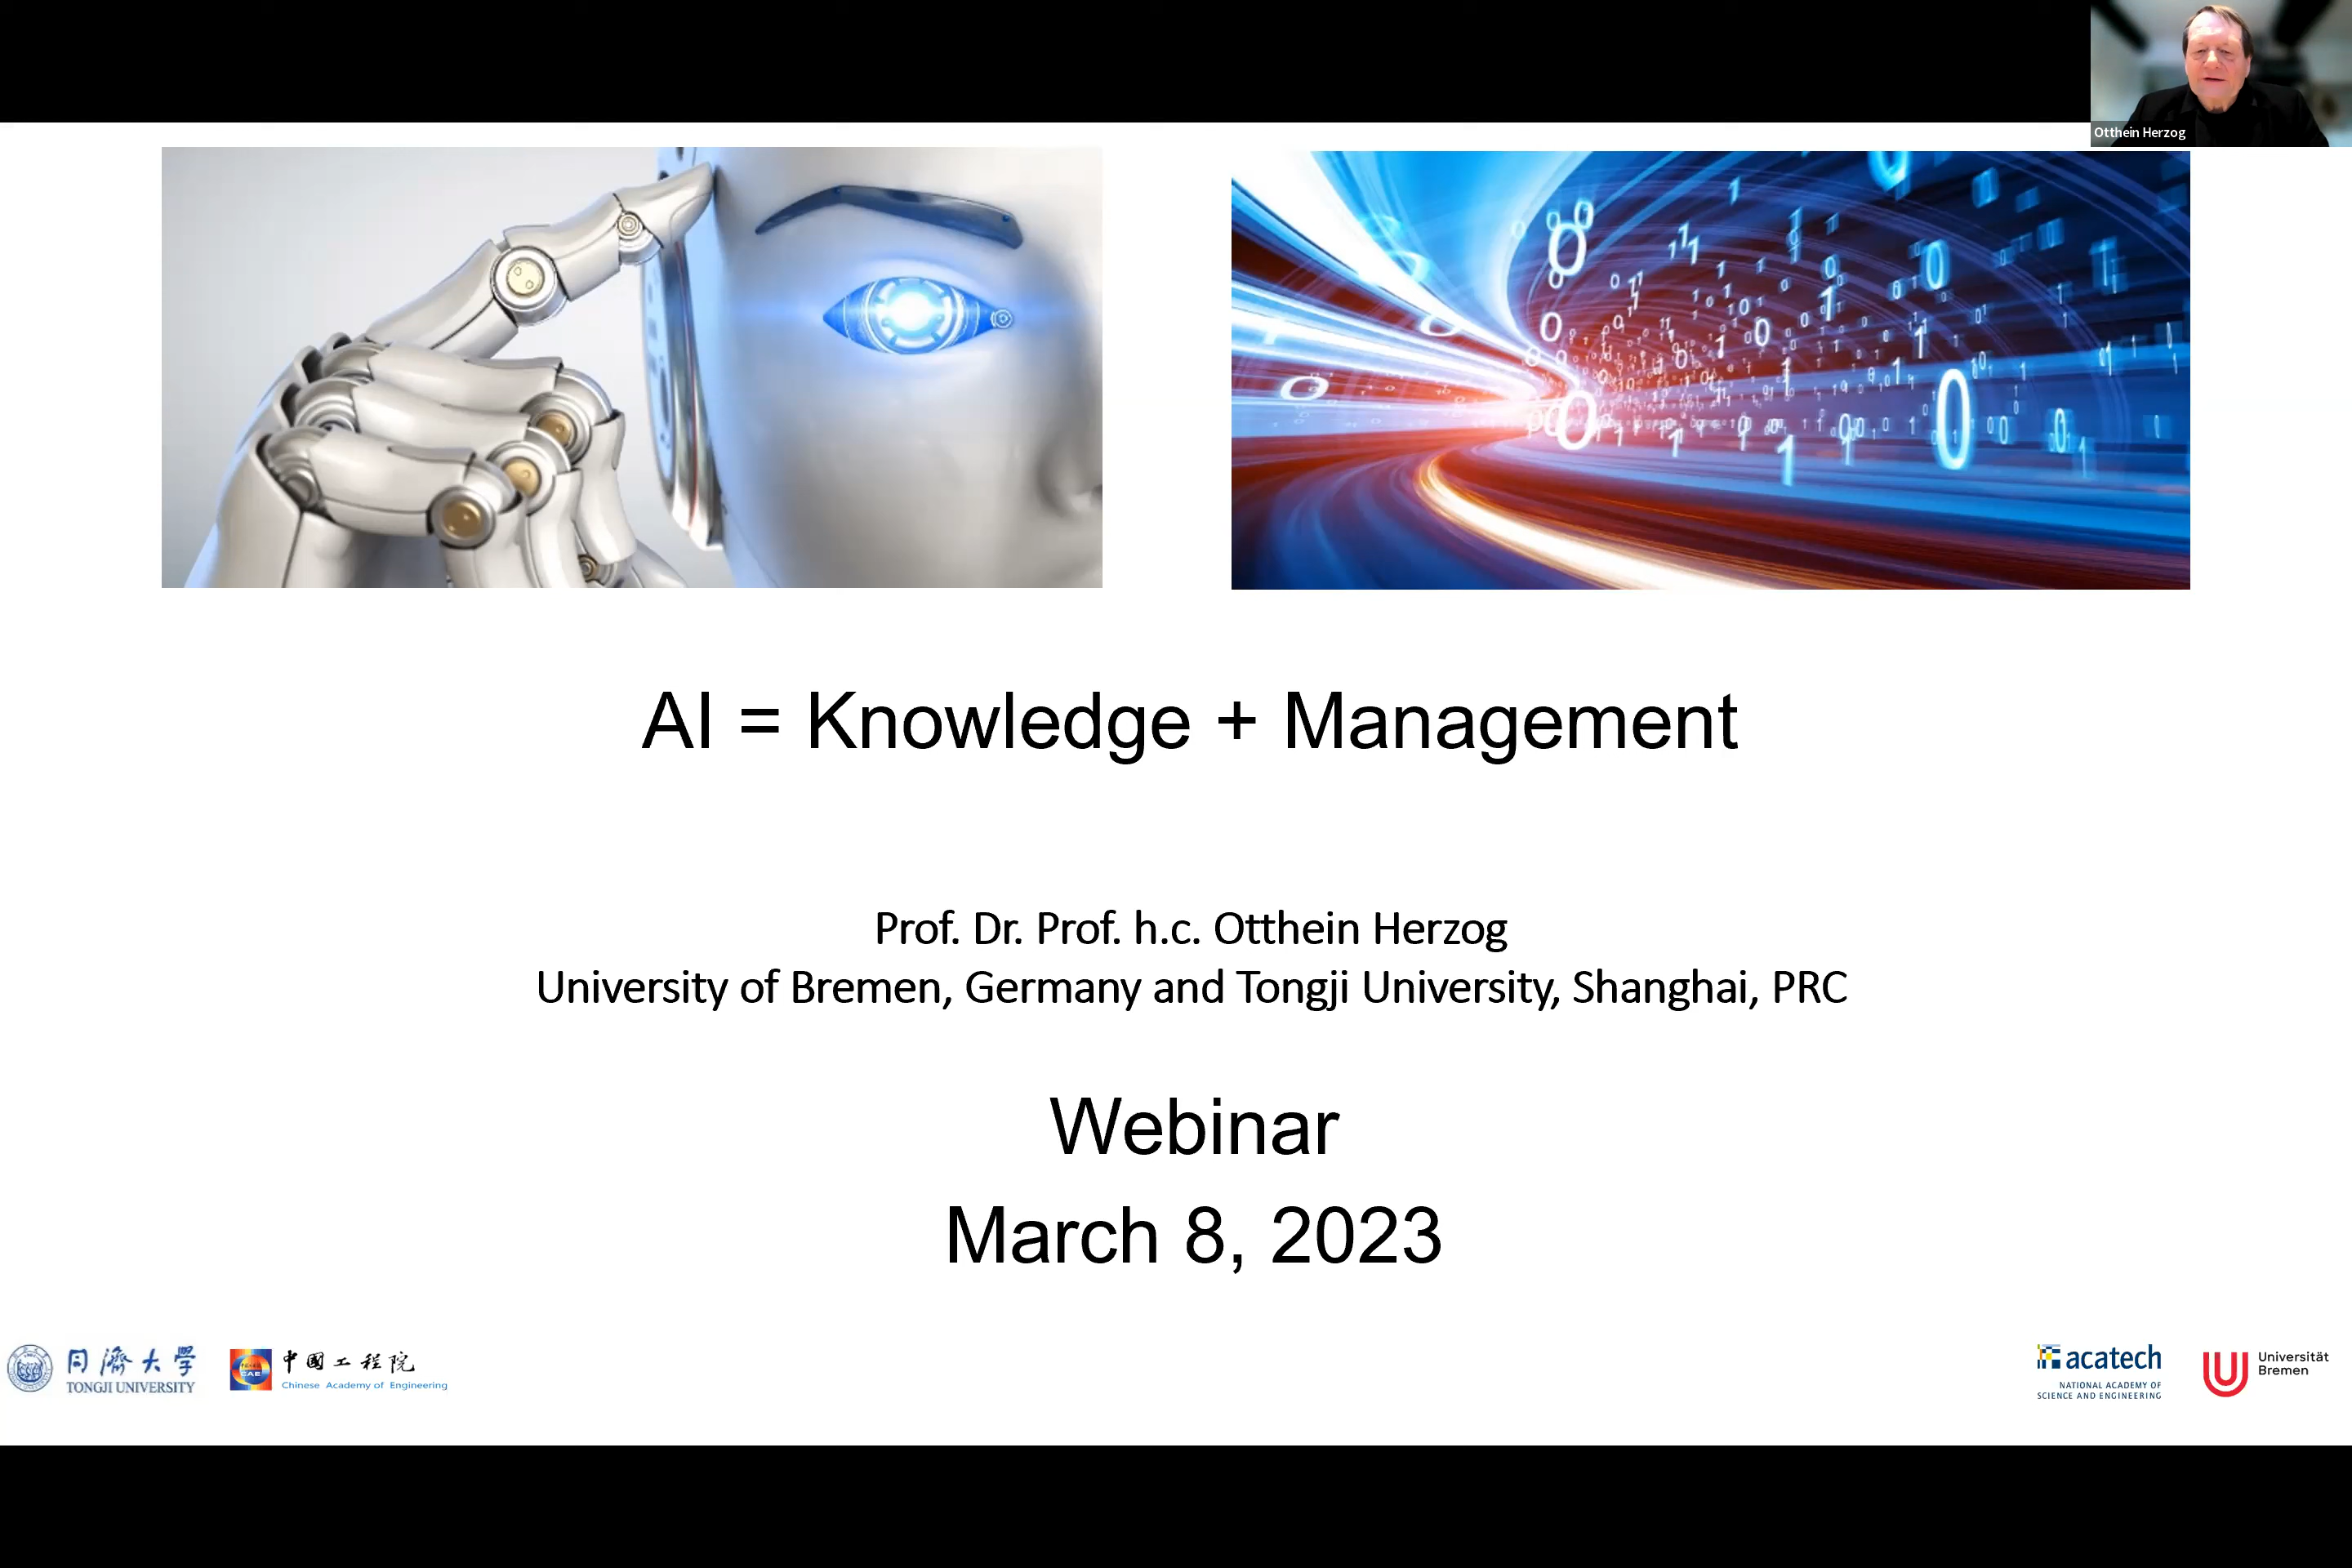 Otthein Herzog
AI = Knowledge + Management
Prof. Dr. Prof. h.c. Otthein Herzog
University of Bremen, Germany and Tongji University, Shanghai, PRC
Webinar
March 8, 2023
同濟大學
TONGJI UNIVERSITY
CAE
中國工程院
Chinese Academy of Engineering
acatech
NATIONAL ACADEMY OF
SCIENCE AND ENGINEERING
Universität
Bremen